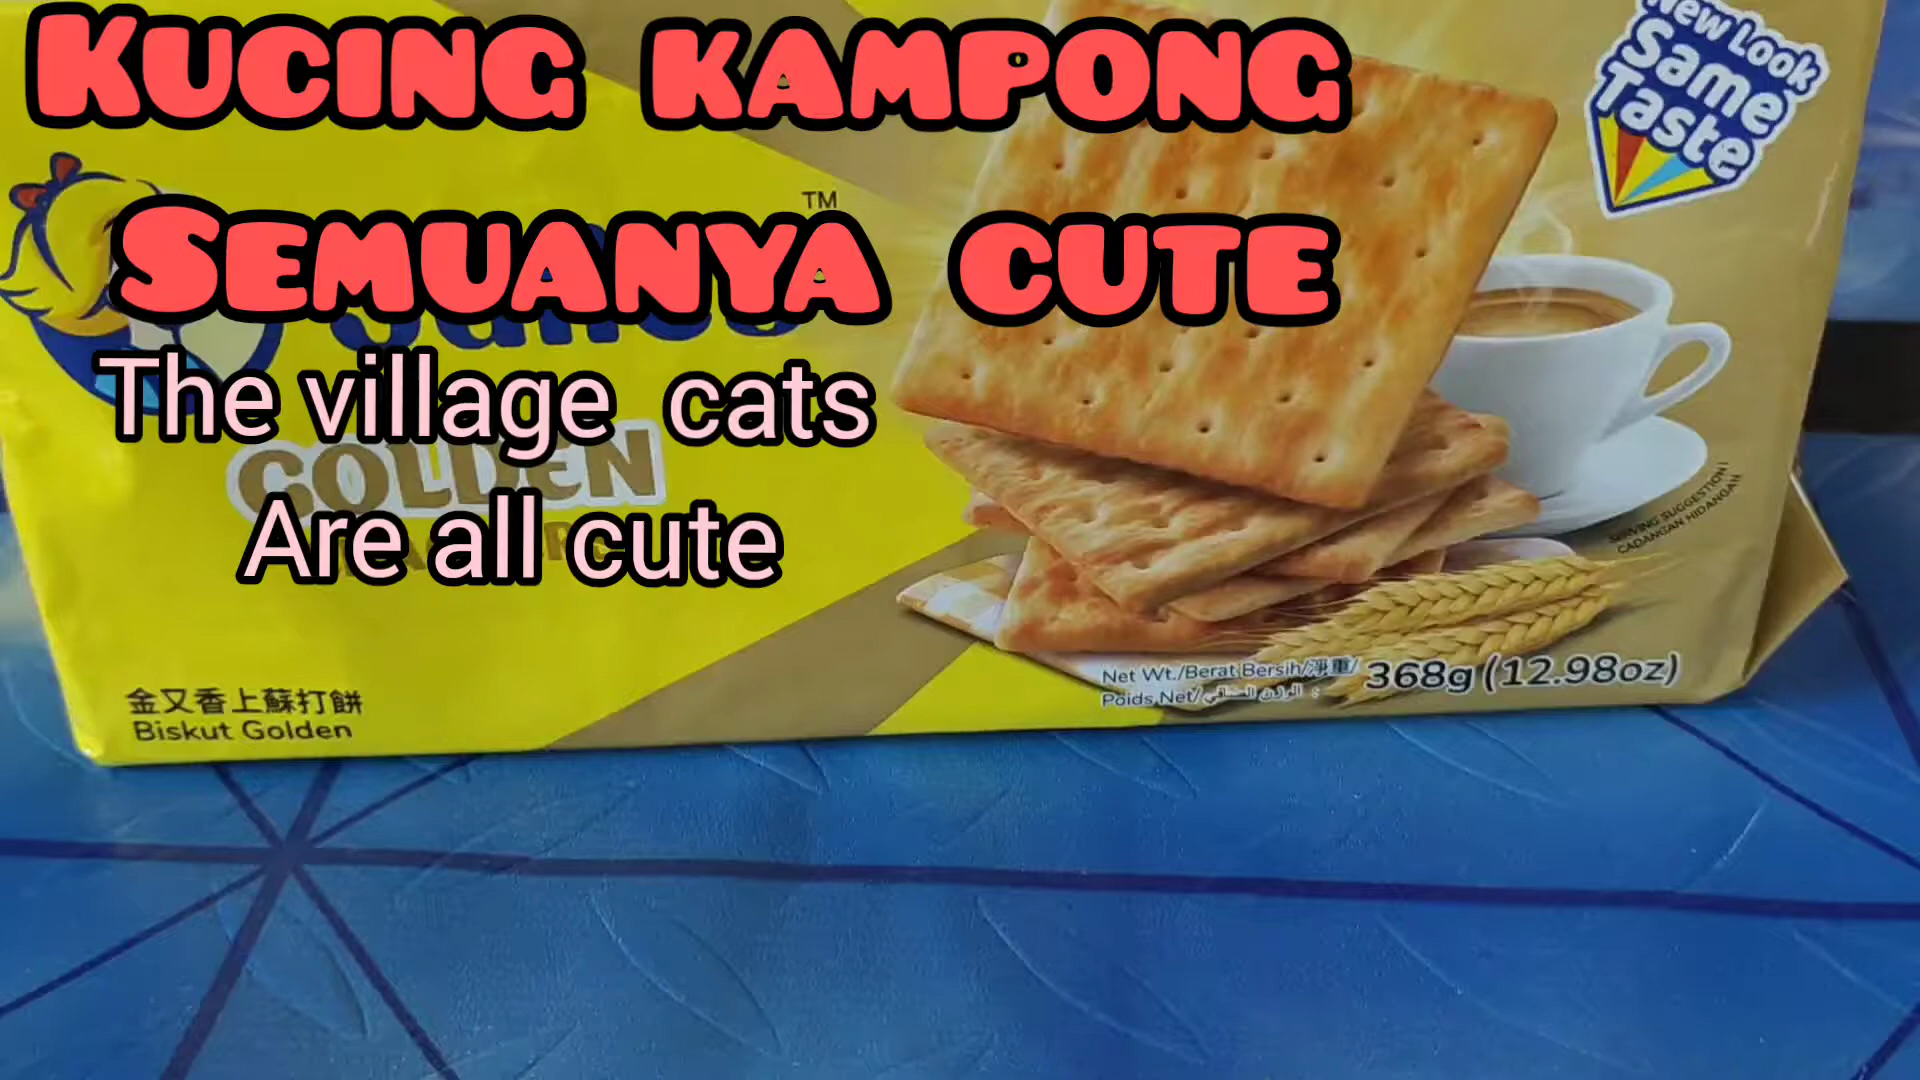 KUCING KAMPONG
SEMUANYA CUTE
The village cats
Are all cute
New Look
Same
Taste
TM
GOLDEN
SERVING SUGGESTION /
CADANGAN HIDANGAN
Net Wt./Berat Bersih/淨重/
Poids Net/
368g (12.98oz)
金又香上蘇打餅
Biskut Golden